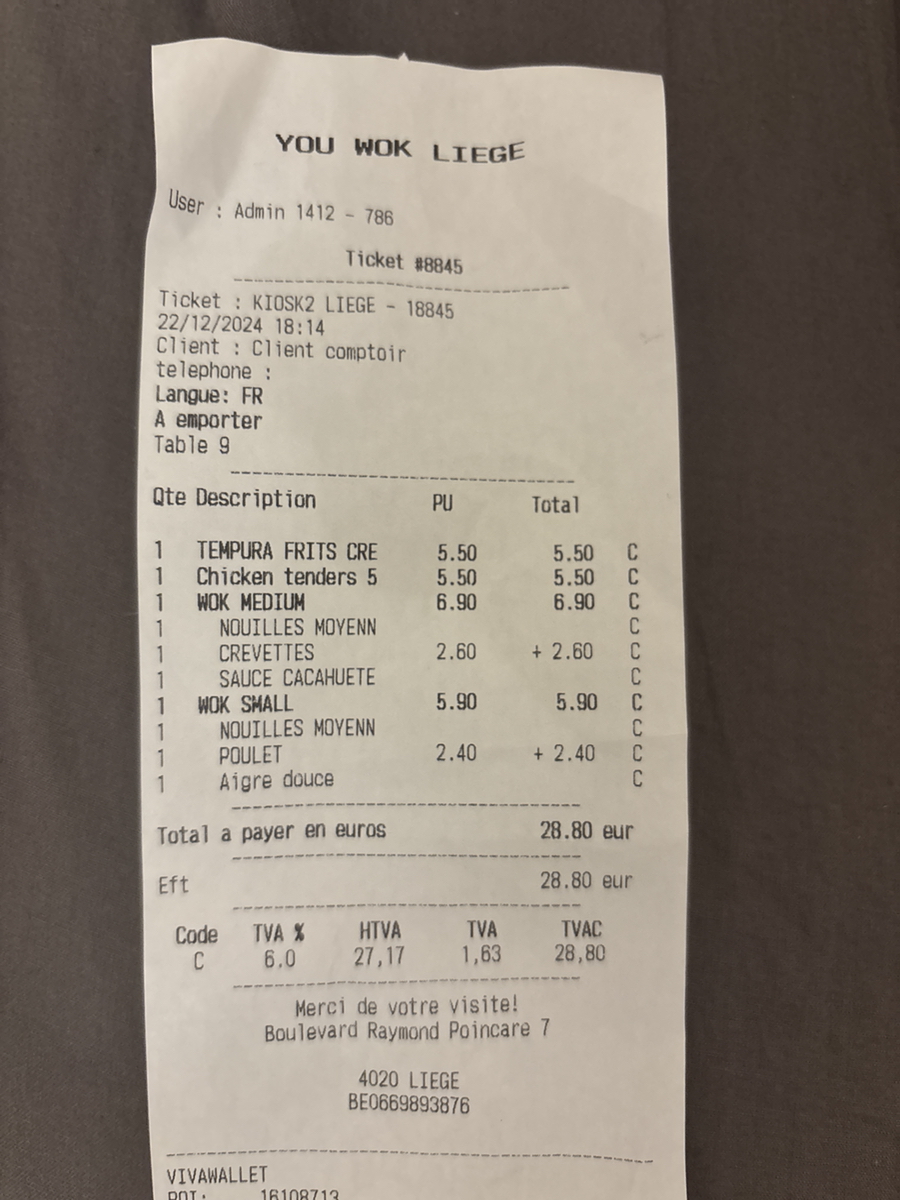 YOU WOK LIEGE
User : Admin 1412 - 786
Ticket #8845
Ticket : KIOSK2 LIEGE - 18845
22/12/2024 18:14
Client : Client comptoir
telephone :
Langue: FR
A emporter
Table 9
Qte Description PU Total
1 TEMPURA FRITS CRE 5.50 5.50 C
1 Chicken tenders 5 5.50 5.50 C
1 WOK MEDIUM 6.90 6.90 C
1 NOUILLES MOYENN C
1 CREVETTES 2.60 + 2.60 C
1 SAUCE CACAHUETE C
1 WOK SMALL 5.90 5.90 C
1 NOUILLES MOYENN C
1 POULET 2.40 + 2.40 C
1 Aigre douce C
Total a payer en euros 28.80 eur
Eft 28.80 eur
Code TVA % HTVA TVA TVAC
C 6.0 27,17 1,63 28,80
Merci de votre visite!
Boulevard Raymond Poincare 7
4020 LIEGE
BE0669893876
VIVAWALLET
POI: 16108713